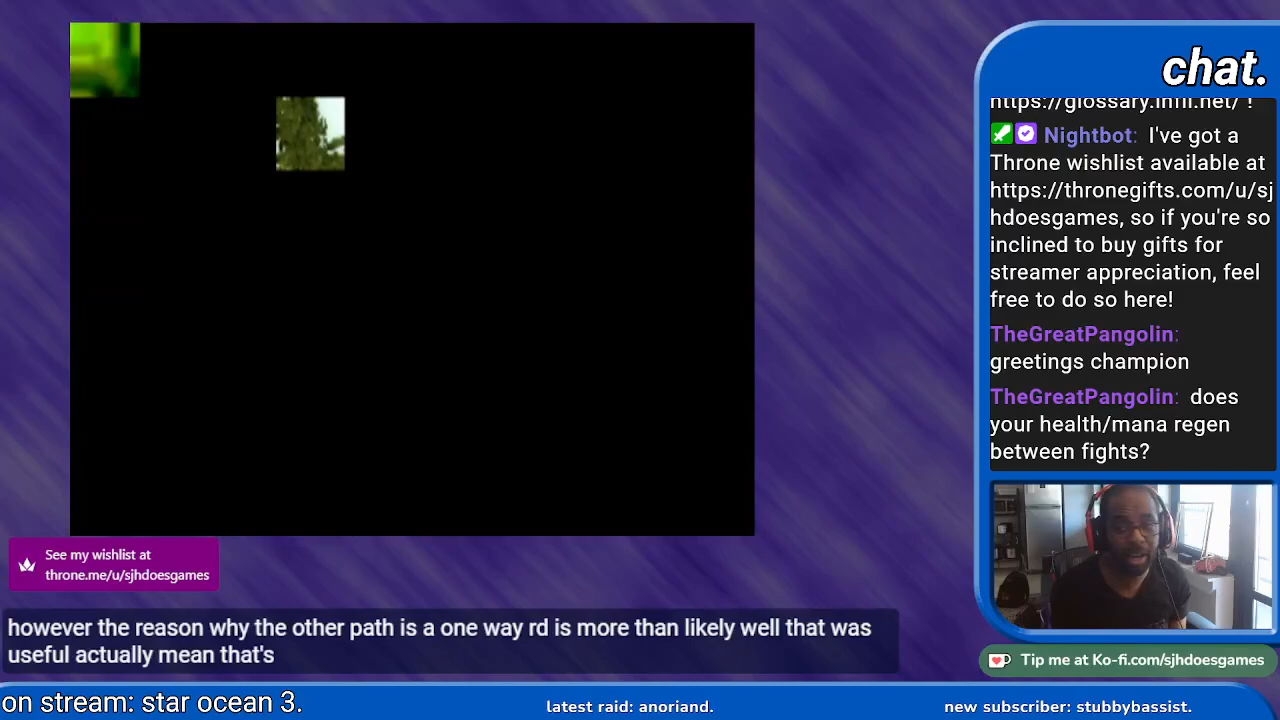 chat.
https://glossary.infil.net/ !
Nightbot: I've got a
Throne wishlist available at
https://thronegifts.com/u/sj
hdoesgames, so if you're so
inclined to buy gifts for
streamer appreciation, feel
free to do so here!
TheGreatPangolin:
greetings champion
TheGreatPangolin: does
your health/mana regen
between fights?
See my wishlist at
throne.me/u/sjhdoesgames
however the reason why the other path is a one way rd is more than likely well that was
useful actually mean that's
Tip me at Ko-fi.com/sjhdoesgames
on stream: star ocean 3.
latest raid: anoriand.
new subscriber: stubbybassist.